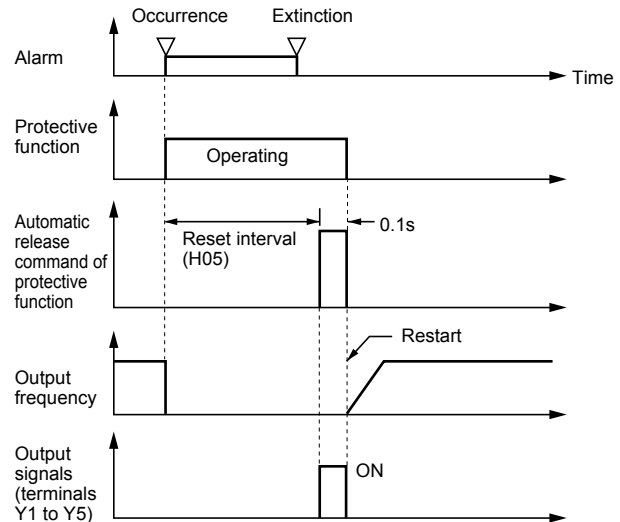 Occurrence
Extinction
Alarm
Time
Protective
function
Operating
Automatic
release
command of
protective
function
Reset interval
(H05)
0.1s
Restart
Output
frequency
Output
signals
(terminals
Y1 to Y5)
ON